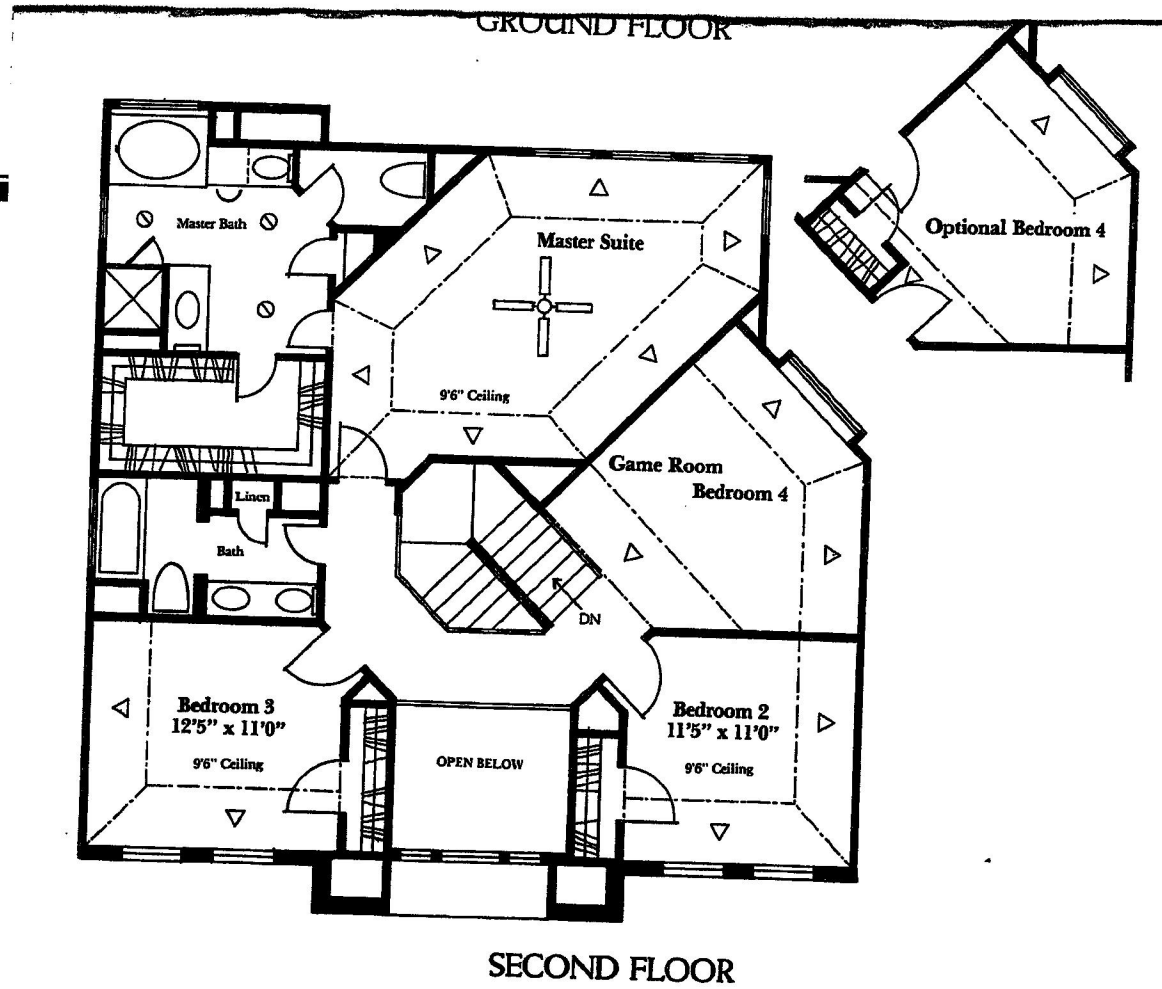 GROUND FLOOR
Master Bath
Master Suite
Optional Bedroom 4
9'6" Ceiling
Game Room
Bedroom 4
Linen
Bath
DN
Bedroom 3
12'5" x 11'0"
9'6" Ceiling
OPEN BELOW
Bedroom 2
11'5" x 11'0"
9'6" Ceiling
SECOND FLOOR